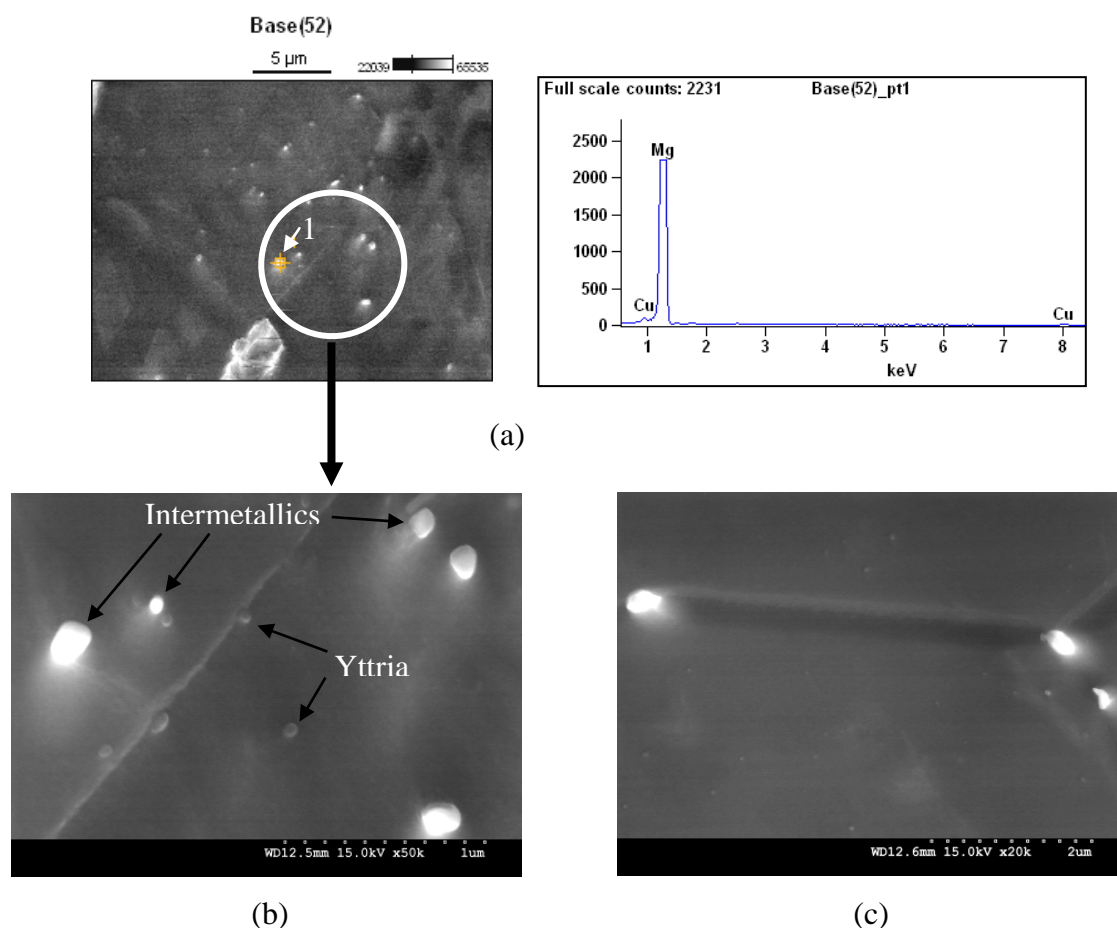 Base(52)
5 µm
22039 65535
1
Full scale counts: 2231 Base(52)_pt1
2500
2000
1500
1000
500
0
Mg
Cu
Cu
1 2 3 4 5 6 7 8
keV
(a)
Intermetallics
Yttria
WD12.5mm 15.0kV x50k 1um
WD12.6mm 15.0kV x20k 2um
(b) (c)